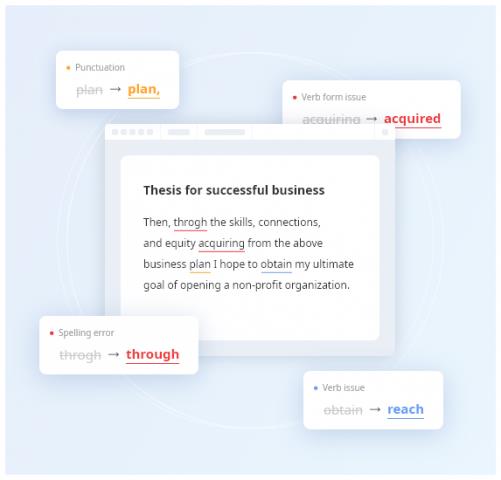 Punctuation
plan → plan,
Verb form issue
acquiring → acquired
Thesis for successful business
Then, throgh the skills, connections,
and equity acquiring from the above
business plan I hope to obtain my ultimate
goal of opening a non-profit organization.
Spelling error
throgh → through
Verb issue
obtain → reach